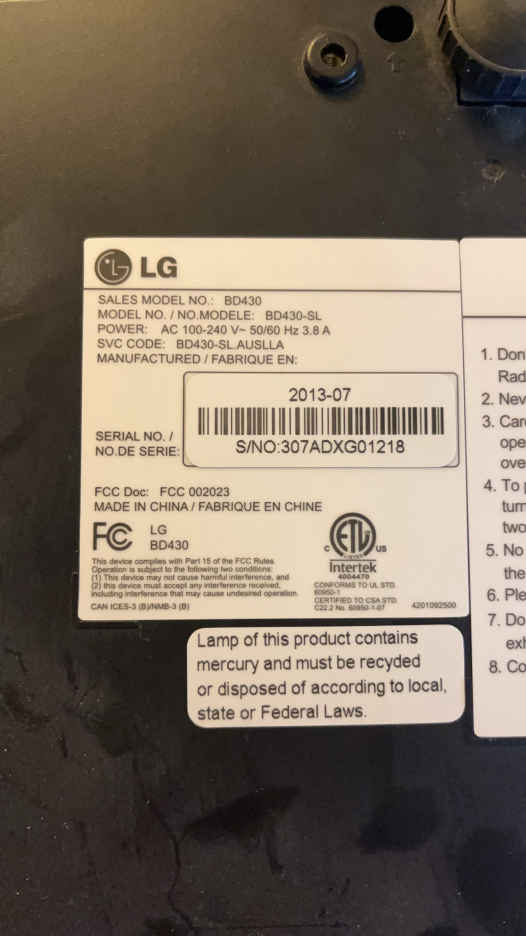 LG
SALES MODEL NO.: BD430
MODEL NO. / NO.MODELE: BD430-SL
POWER: AC 100-240 V~ 50/60 Hz 3.8 A
SVC CODE: BD430-SL.AUSLLA
MANUFACTURED / FABRIQUE EN:
2013-07
SERIAL NO. /
NO.DE SERIE:
S/NO:307ADXG01218
FCC Doc: FCC 002023
MADE IN CHINA / FABRIQUE EN CHINE
FC LG
BD430
This device complies with Part 15 of the FCC Rules.
Operation is subject to the following two conditions:
(1) This device may not cause harmful interference, and
(2) this device must accept any interference received,
including interference that may cause undesired operation.
CAN ICES-3 (B)/NMB-3 (B)
C ETL US
Intertek
4004470
CONFORMS TO UL STD.
60950-1
CERTIFIED TO CSA STD.
C22.2 No. 60950-1-07
4201092500
Lamp of this product contains
mercury and must be recyded
or disposed of according to local,
state or Federal Laws.
1. Don
Rad
2. Nev
3. Car
ope
ove
4. To
turn
two
5. No
the
6. Ple
7. Do
exh
8. Co